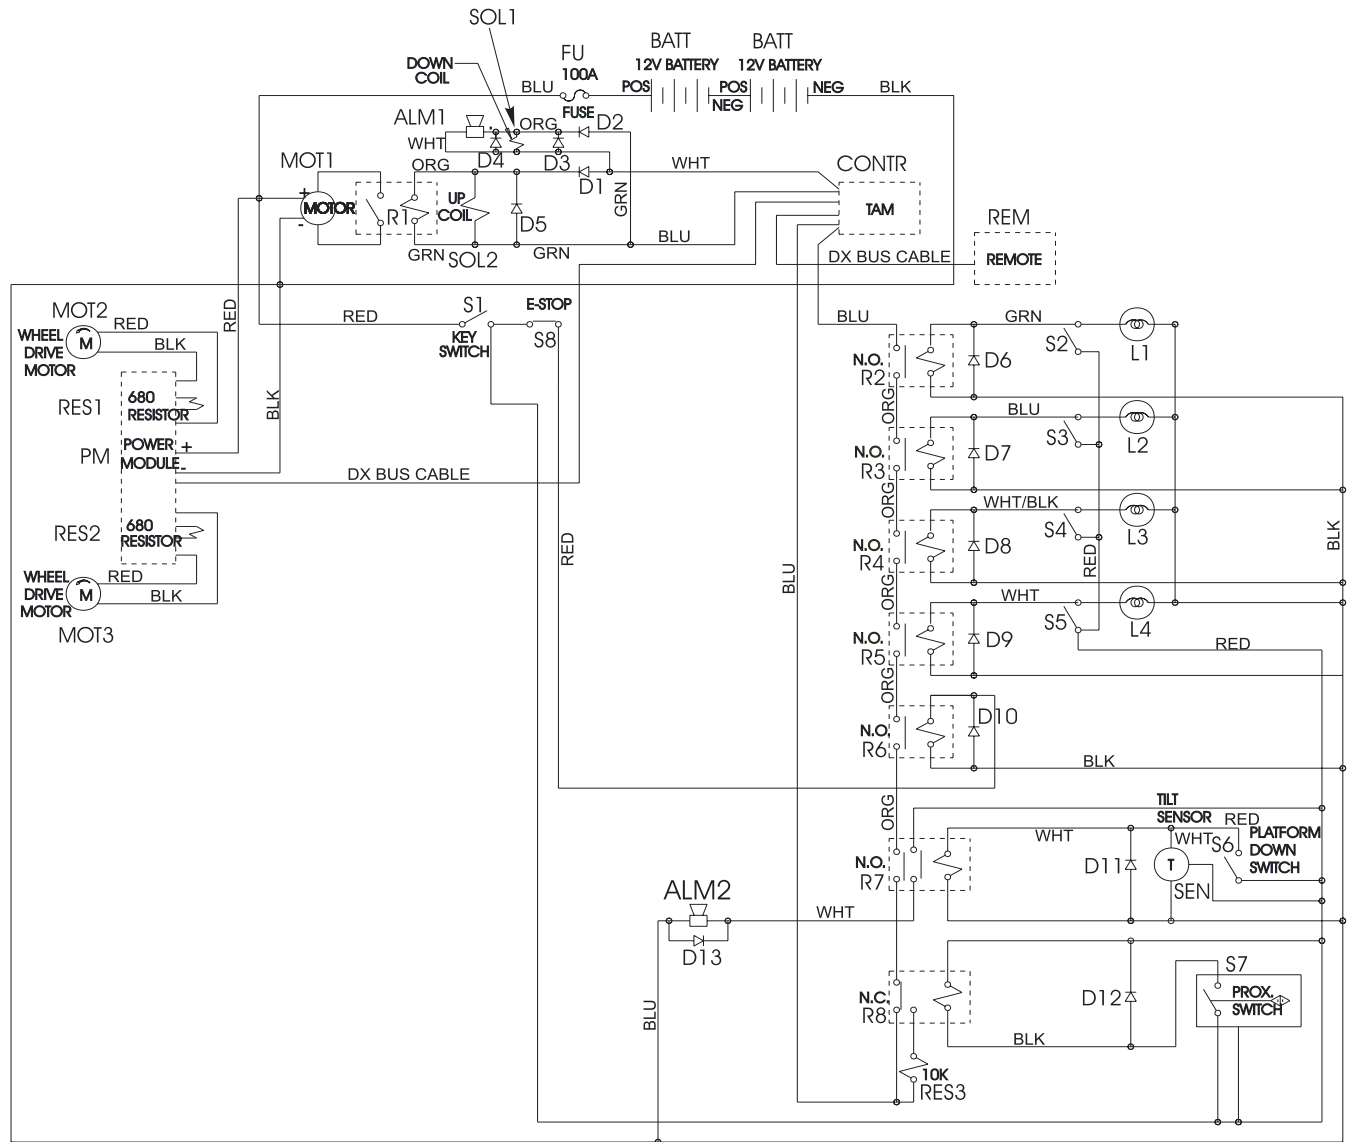 SOL1
FU
BATT
BATT
DOWN
COIL
100A
12V BATTERY
12V BATTERY
BLU
POS
POS
NEG
BLK
FUSE
NEG
ALM1
ORG
D2
WHT
D4
D3
MOT1
ORG
WHT
CONTR
D1
+
MOTOR
-
R1
UP
COIL
D5
GRN
TAM
REM
BLU
GRN
SOL2
GRN
DX BUS CABLE
REMOTE
MOT2
RED
S1
E-STOP
WHEEL
DRIVE
MOTOR
M
RED
BLK
RED
KEY
SWITCH
S8
BLU
GRN
S2
L1
N.O.
R2
D6
RES1
680
RESISTOR
BLK
ORG
BLU
S3
L2
PM
POWER
MODULE
+
-
N.O.
R3
D7
DX BUS CABLE
ORG
WHT/BLK
S4
L3
RES2
680
RESISTOR
RED
N.O.
R4
D8
RED
BLK
WHEEL
DRIVE
MOTOR
M
RED
BLK
BLU
ORG
WHT
S5
L4
MOT3
N.O.
R5
D9
RED
ORG
D10
N.O.
R6
BLK
ORG
TILT
SENSOR
RED
WHT
WHT
S6
PLATFORM
DOWN
SWITCH
N.O.
R7
D11
T
SEN
ALM2
WHT
D13
S7
N.C.
R8
D12
PROX.
SWITCH
BLU
BLK
10K
RES3